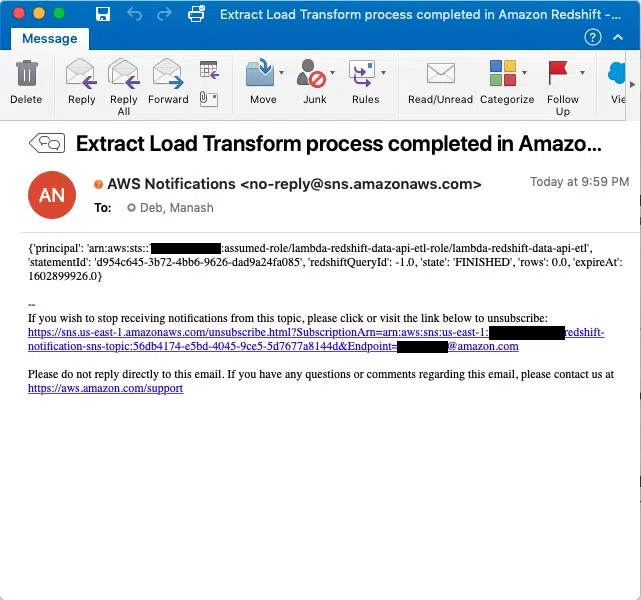 Extract Load Transform process completed in Amazon Redshift -...
Message
?
Delete
Reply
Reply All
Forward
Move
Junk
Rules
Read/Unread
Categorize
Follow Up
Vie
Extract Load Transform process completed in Amazo...
AN
AWS Notifications <no-reply@sns.amazonaws.com>
Today at 9:59 PM
To: Deb, Manash
{'principal': 'arn:aws:sts:: :assumed-role/lambda-redshift-data-api-etl-role/lambda-redshift-data-api-etl',
'statementId': 'd954c645-3b72-4bb6-9626-dad9a24fa085', 'redshiftQueryId': -1.0, 'state': 'FINISHED', 'rows': 0.0, 'expireAt':
1602899926.0}
--
If you wish to stop receiving notifications from this topic, please click or visit the link below to unsubscribe:
https://sns.us-east-1.amazonaws.com/unsubscribe.html?SubscriptionArn=arn:aws:sns:us-east-1: redshift-
notification-sns-topic:56db4174-e5bd-4045-9ce5-5d7677a8144d&Endpoint= @amazon.com
Please do not reply directly to this email. If you have any questions or comments regarding this email, please contact us at
https://aws.amazon.com/support